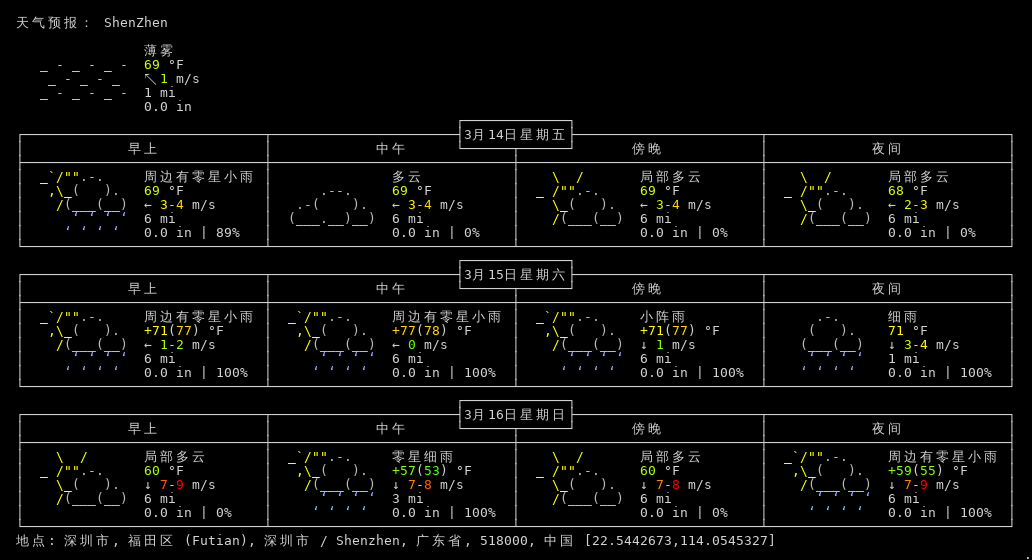 天气预报： ShenZhen
薄雾
69 °F
↖ 1 m/s
1 mi
0.0 in
3月14日星期五
早上 中午 傍晚 夜间
周边有零星小雨 多云 局部多云 局部多云
69 °F 69 °F 69 °F 68 °F
← 3-4 m/s ← 3-4 m/s ← 3-4 m/s ← 2-3 m/s
6 mi 6 mi 6 mi 6 mi
0.0 in | 89% 0.0 in | 0% 0.0 in | 0% 0.0 in | 0%
3月15日星期六
早上 中午 傍晚 夜间
周边有零星小雨 周边有零星小雨 小阵雨 细雨
+71(77) °F +77(78) °F +71(77) °F 71 °F
← 1-2 m/s ← 0 m/s ↓ 1 m/s ↓ 3-4 m/s
6 mi 6 mi 6 mi 1 mi
0.0 in | 100% 0.0 in | 100% 0.0 in | 100% 0.0 in | 100%
3月16日星期日
早上 中午 傍晚 夜间
局部多云 零星细雨 局部多云 周边有零星小雨
60 °F +57(53) °F 60 °F +59(55) °F
↓ 7-9 m/s ↓ 7-8 m/s ↓ 7-8 m/s ↓ 7-9 m/s
6 mi 3 mi 6 mi 6 mi
0.0 in | 0% 0.0 in | 100% 0.0 in | 0% 0.0 in | 100%
地点: 深圳市, 福田区 (Futian), 深圳市 / Shenzhen, 广东省, 518000, 中国 [22.5442673,114.0545327]